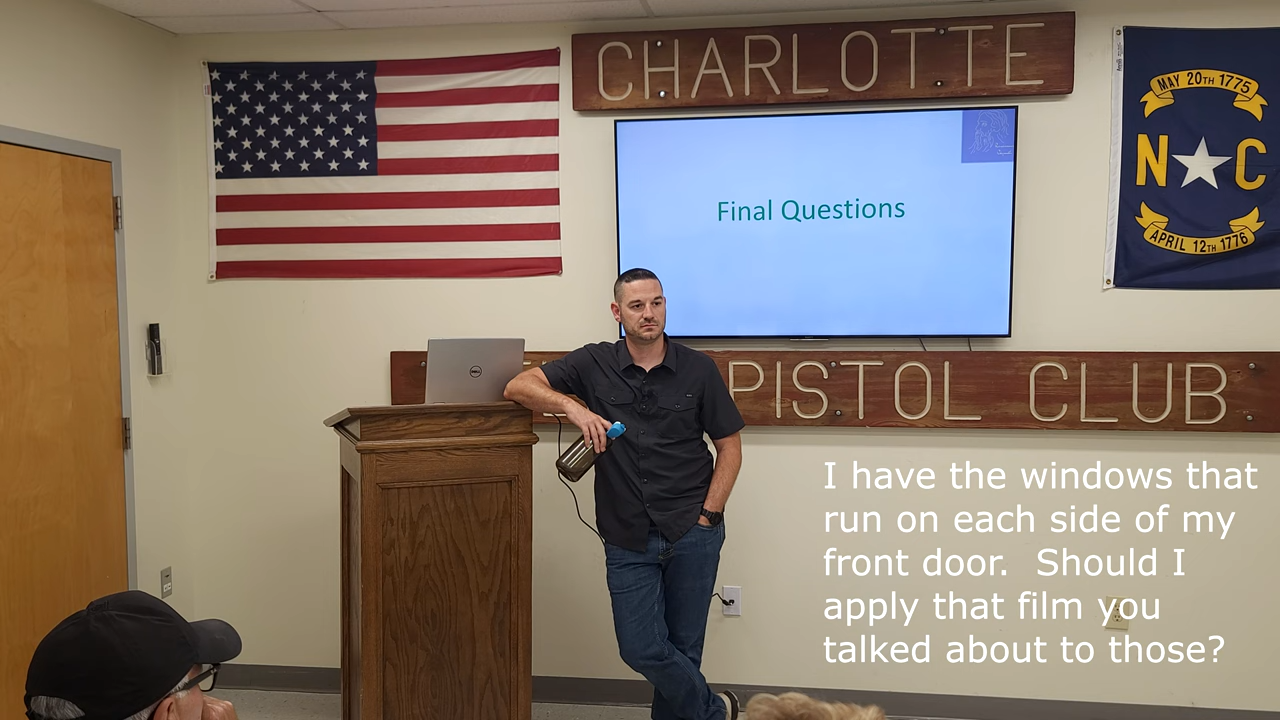 CHARLOTTE
MAY 20TH 1775
N C
APRIL 12TH 1776
Final Questions
DELL
PISTOL CLUB
I have the windows that
run on each side of my
front door.  Should I
apply that film you
talked about to those?